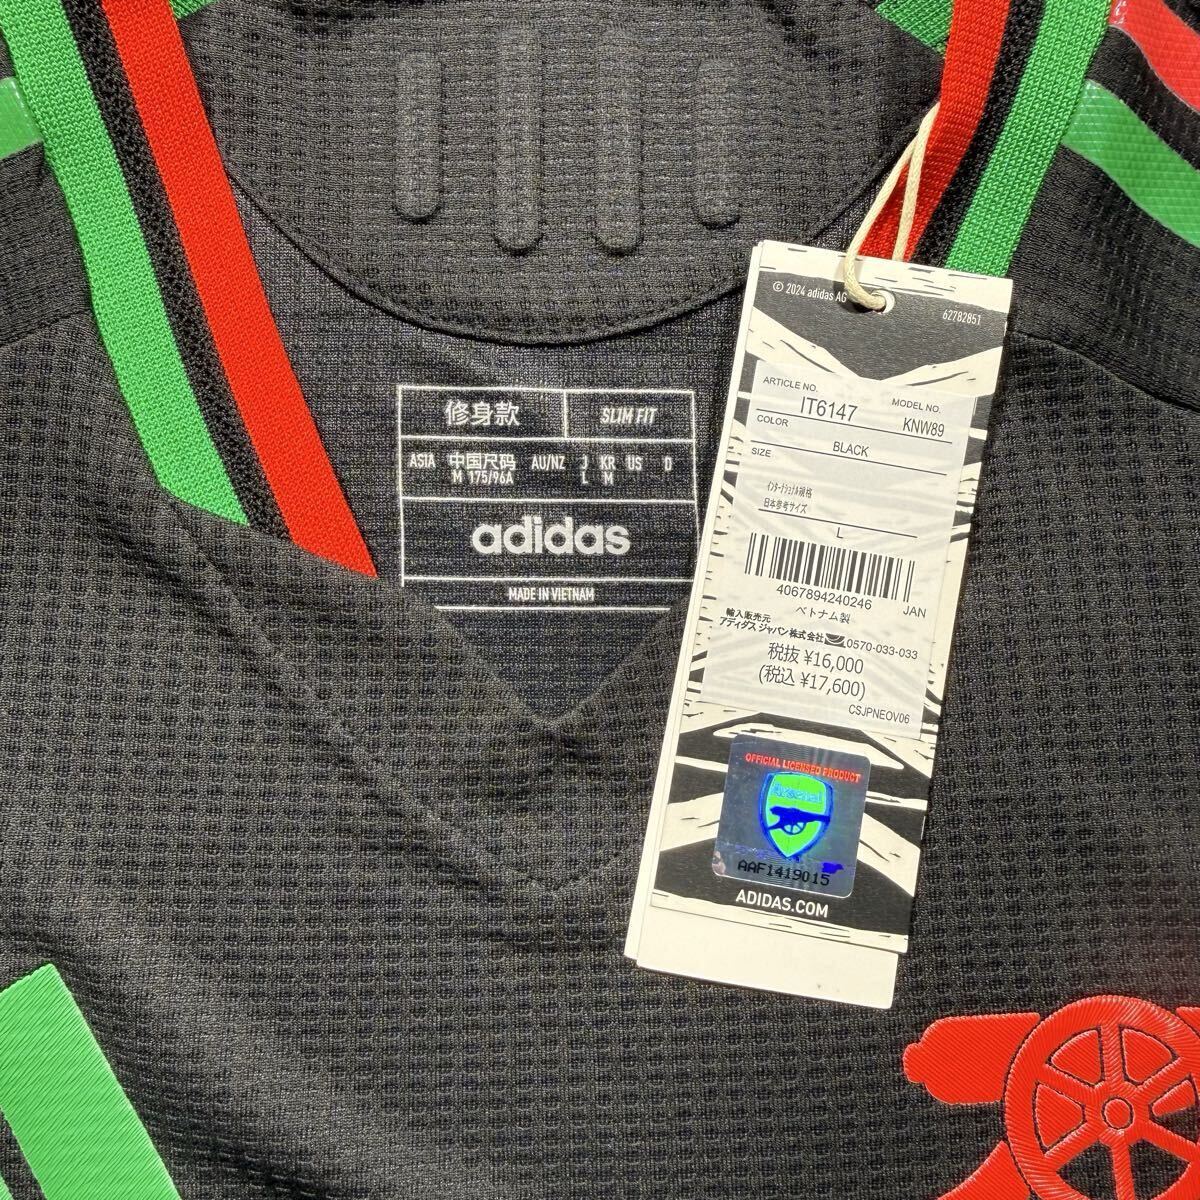 修身款 SLIM FIT
ASIA 中国尺码 AU/NZ J KR US D
M 175/96A L M
adidas
MADE IN VIETNAM
© 2024 adidas AG
62782851
ARTICLE NO. MODEL NO.
IT6147 KNW89
COLOR BLACK
SIZE
インターナショナル規格
日本参考サイズ
L
4067894240246 JAN
ベトナム製
輸入販売元
アディダス ジャパン株式会社 0570-033-033
税抜 ¥16,000
(税込 ¥17,600)
CSJPNEOV06
OFFICIAL LICENSED PRODUCT
Arsenal
AAF1419015
ADIDAS.COM